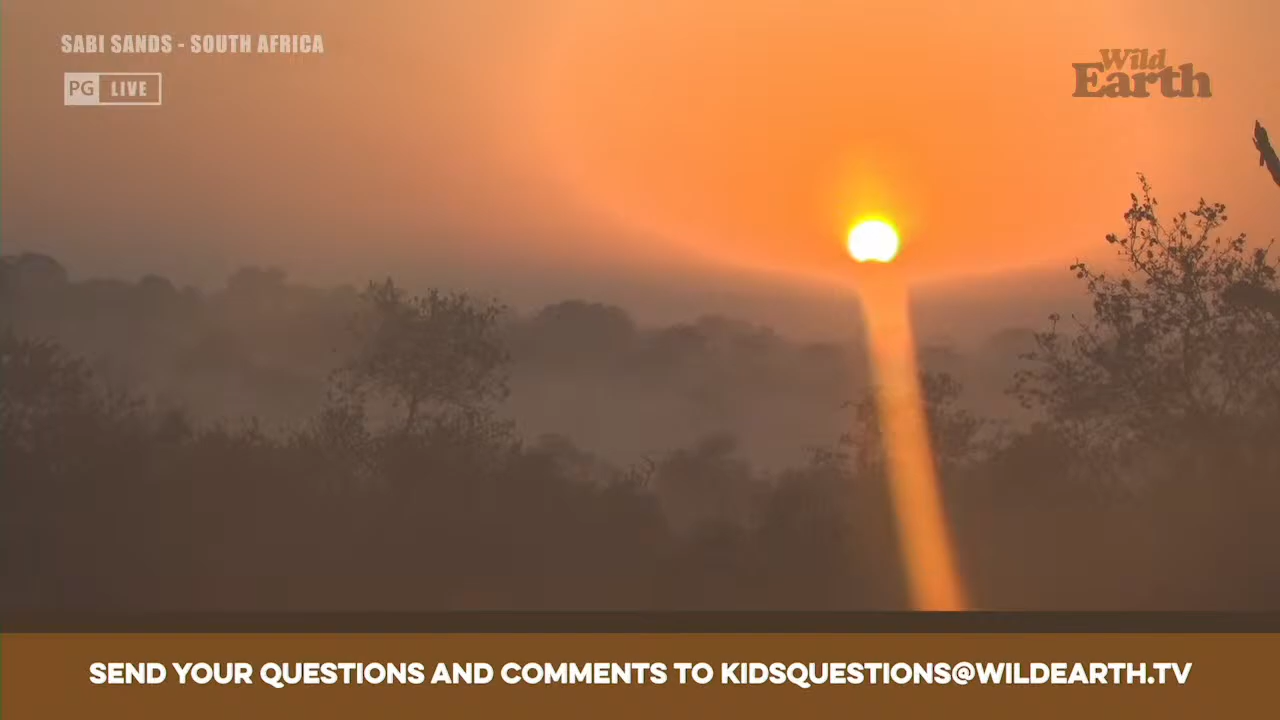 SABI SANDS - SOUTH AFRICA
PG LIVE
Wild
Earth
SEND YOUR QUESTIONS AND COMMENTS TO KIDSQUESTIONS@WILDEARTH.TV